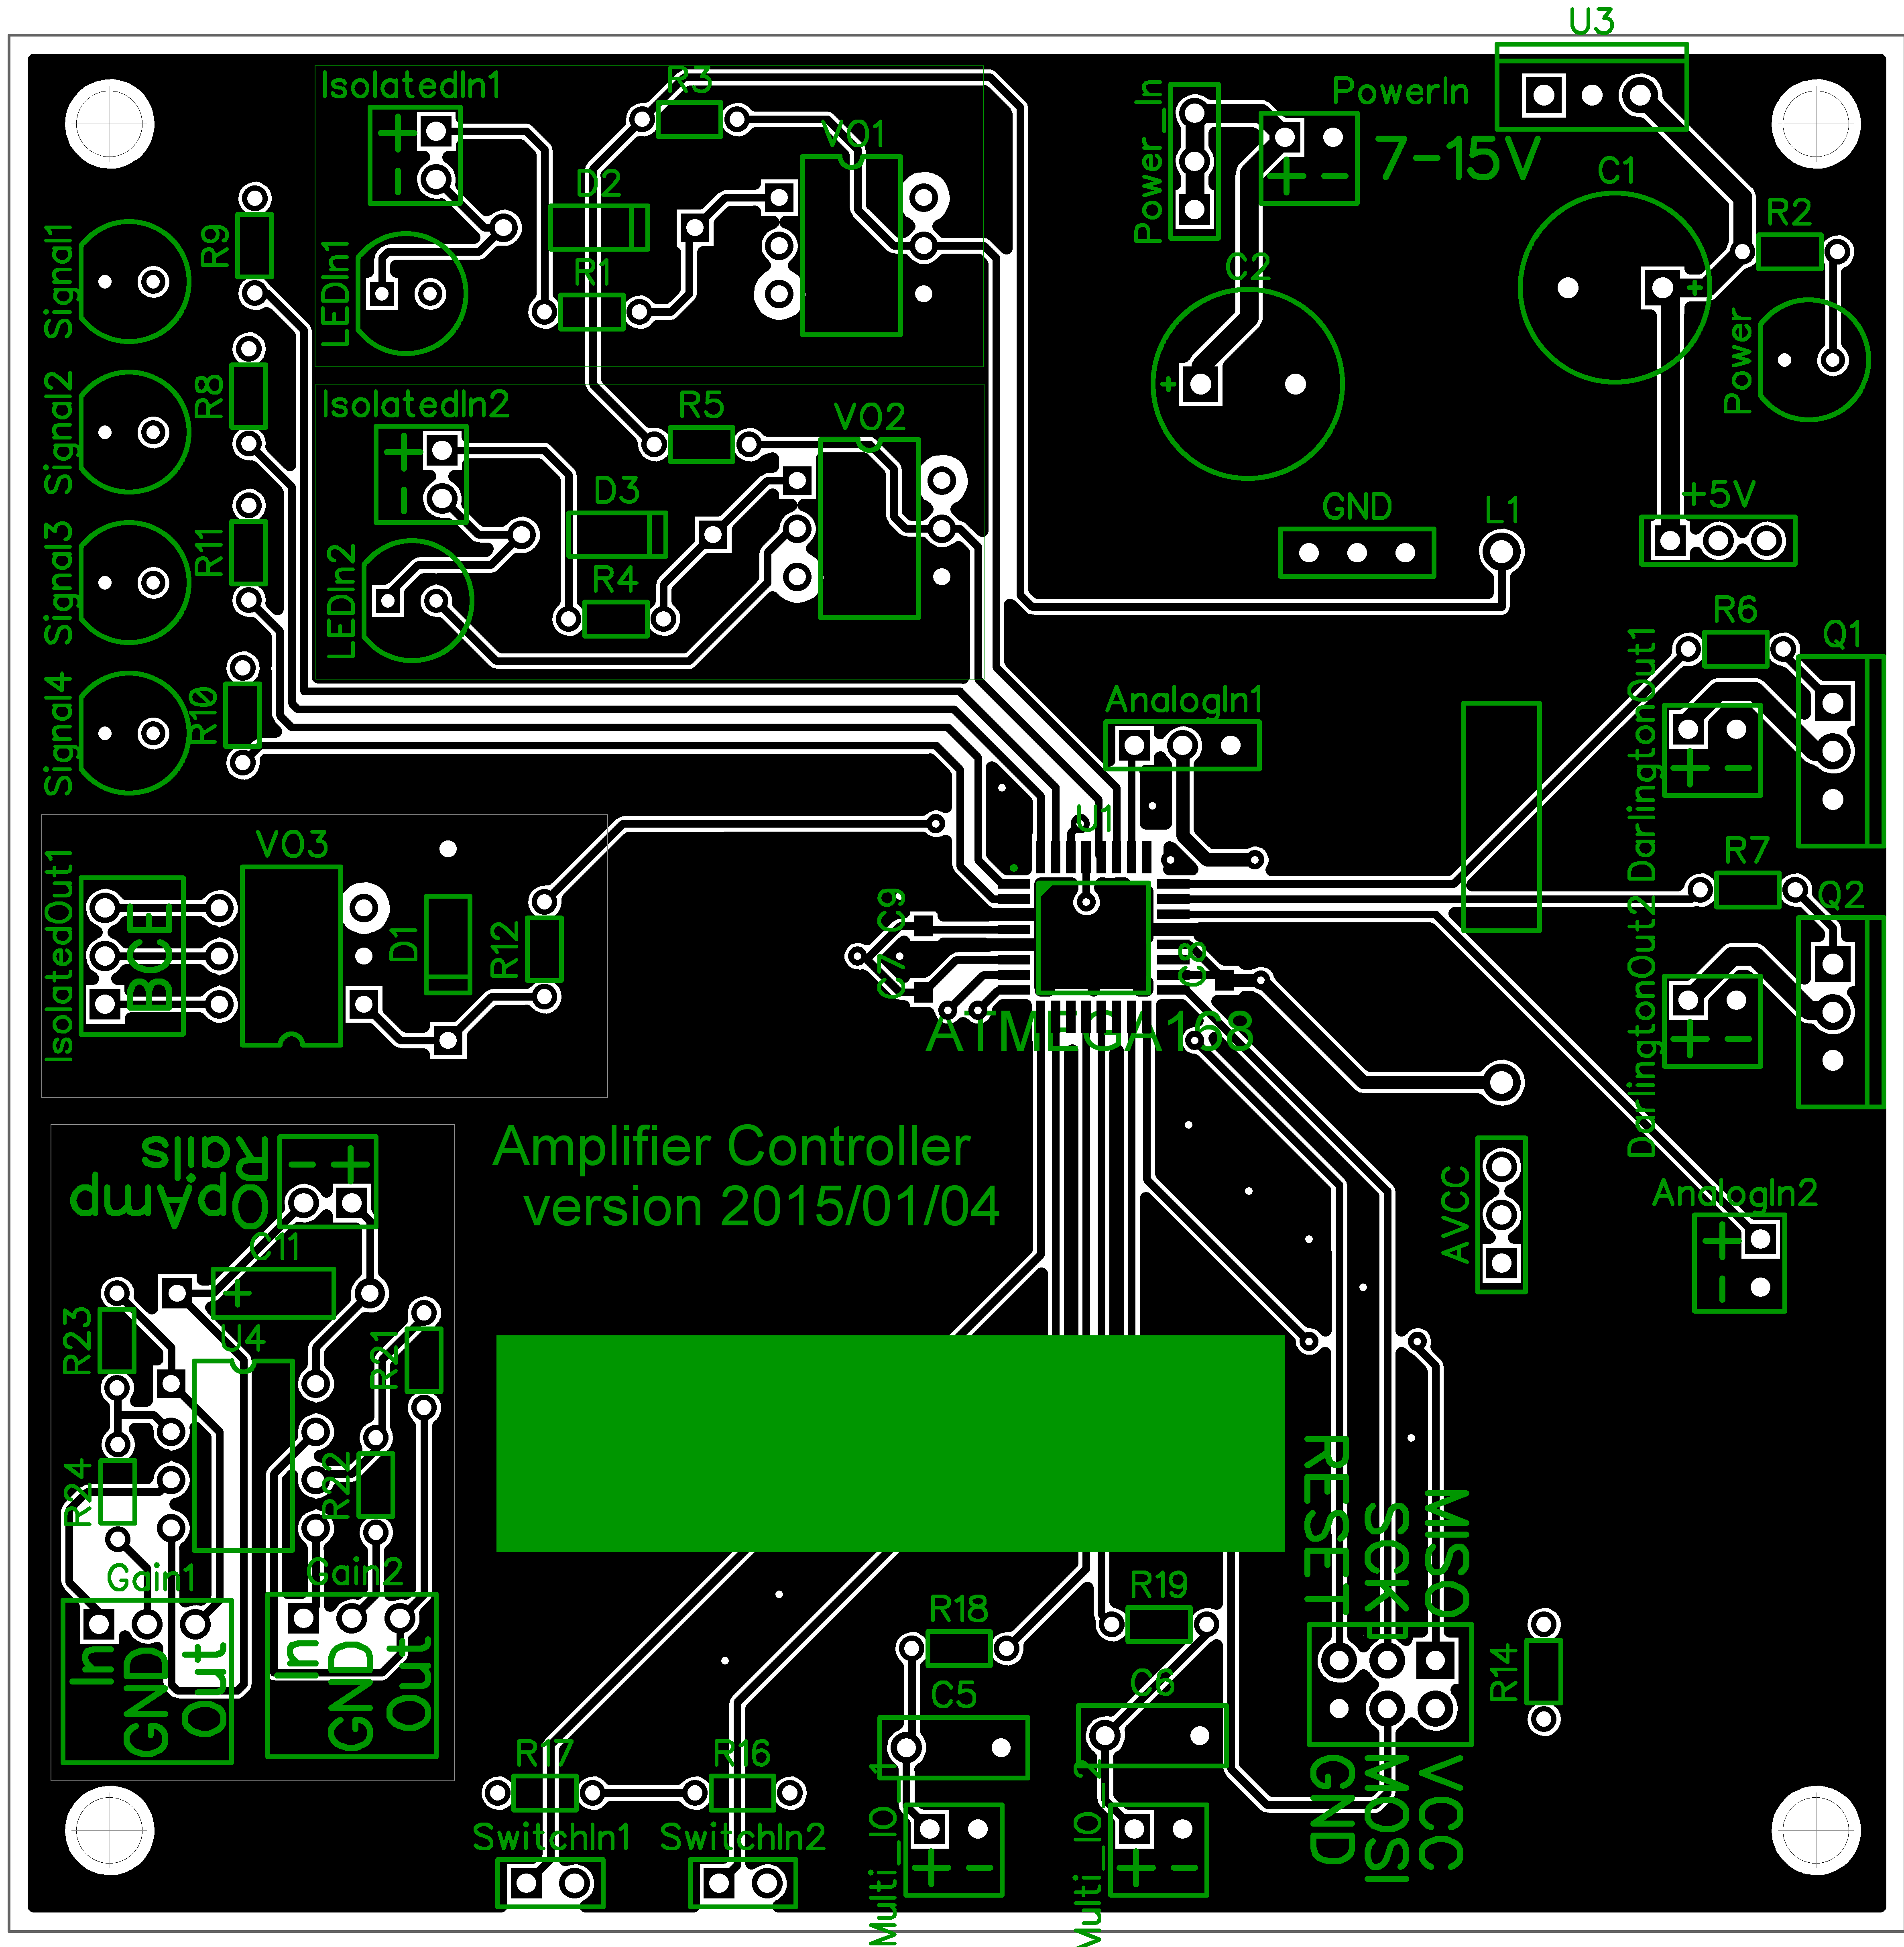 U3
IsolatedIn1
R3
Power_In
PowerIn
7-15V
VO1
C1
D2
R2
Signal1
R9
LEDIn1
R1
C2
Power
Signal2
R8
IsolatedIn2
R5
VO2
D3
+5V
GND
L1
Signal3
R11
LEDIn2
R4
R6
Q1
DarlingtonOut1
Signal4
R10
AnalogIn1
U1
VO3
R7
Q2
IsolatedOut1
BCE
D1
R12
C9
C7
C8
DarlingtonOut2
ATMEGA168
Amplifier Controller
version 2015/01/04
OpAmp
Rails
C11
AVCC
AnalogIn2
R23
U4
R21
R24
R22
RESET
SCK
MISO
Gain1
Gain2
In
GND
Out
In
GND
Out
R18
R19
C5
C6
R14
R17
R16
SwitchIn1
SwitchIn2
Multi_IO_1
Multi_IO_2
GND
MOSI
VCC